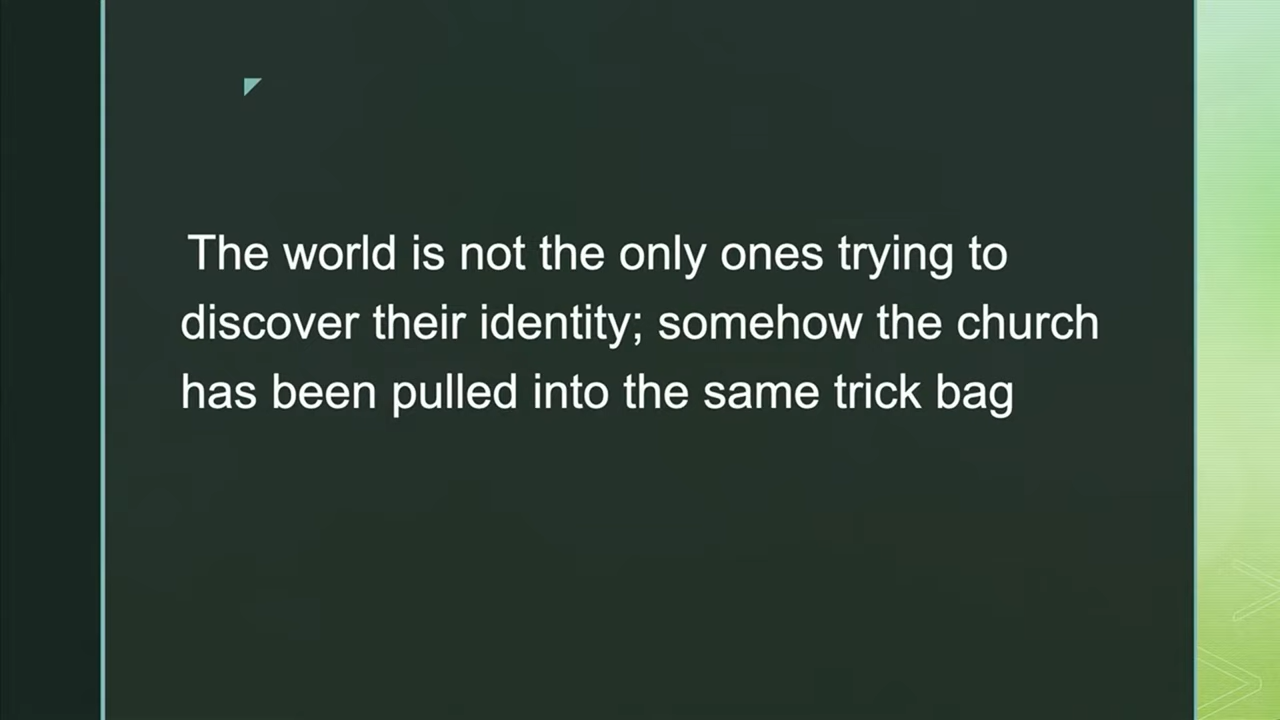 The world is not the only ones trying to
discover their identity; somehow the church
has been pulled into the same trick bag